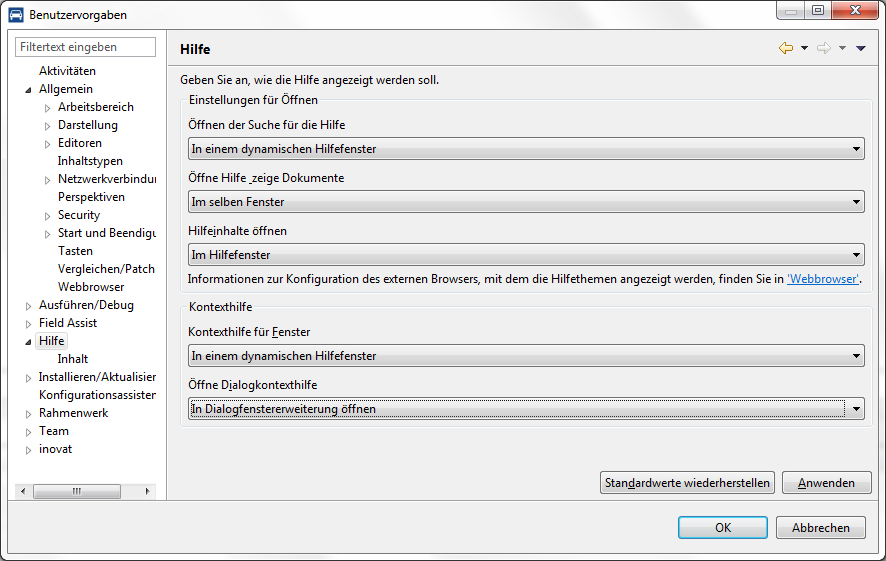 Benutzervorgaben
Filtertext eingeben
Aktivitäten
Allgemein
Arbeitsbereich
Darstellung
Editoren
Inhaltstypen
Netzwerkverbindu
Perspektiven
Security
Start und Beendigu
Tasten
Vergleichen/Patch
Webbrowser
Ausführen/Debug
Field Assist
Hilfe
Inhalt
Installieren/Aktualisier
Konfigurationsassisten
Rahmenwerk
Team
inovat
Hilfe
Geben Sie an, wie die Hilfe angezeigt werden soll.
Einstellungen für Öffnen
Öffnen der Suche für die Hilfe
In einem dynamischen Hilfefenster
Öffne Hilfe zeige Dokumente
Im selben Fenster
Hilfeinhalte öffnen
Im Hilfefenster
Informationen zur Konfiguration des externen Browsers, mit dem die Hilfethemen angezeigt werden, finden Sie in 'Webbrowser'.
Kontexthilfe
Kontexthilfe für Fenster
In einem dynamischen Hilfefenster
Öffne Dialogkontexthilfe
In Dialogfenstererweiterung öffnen
Standardwerte wiederherstellen
Anwenden
OK
Abbrechen